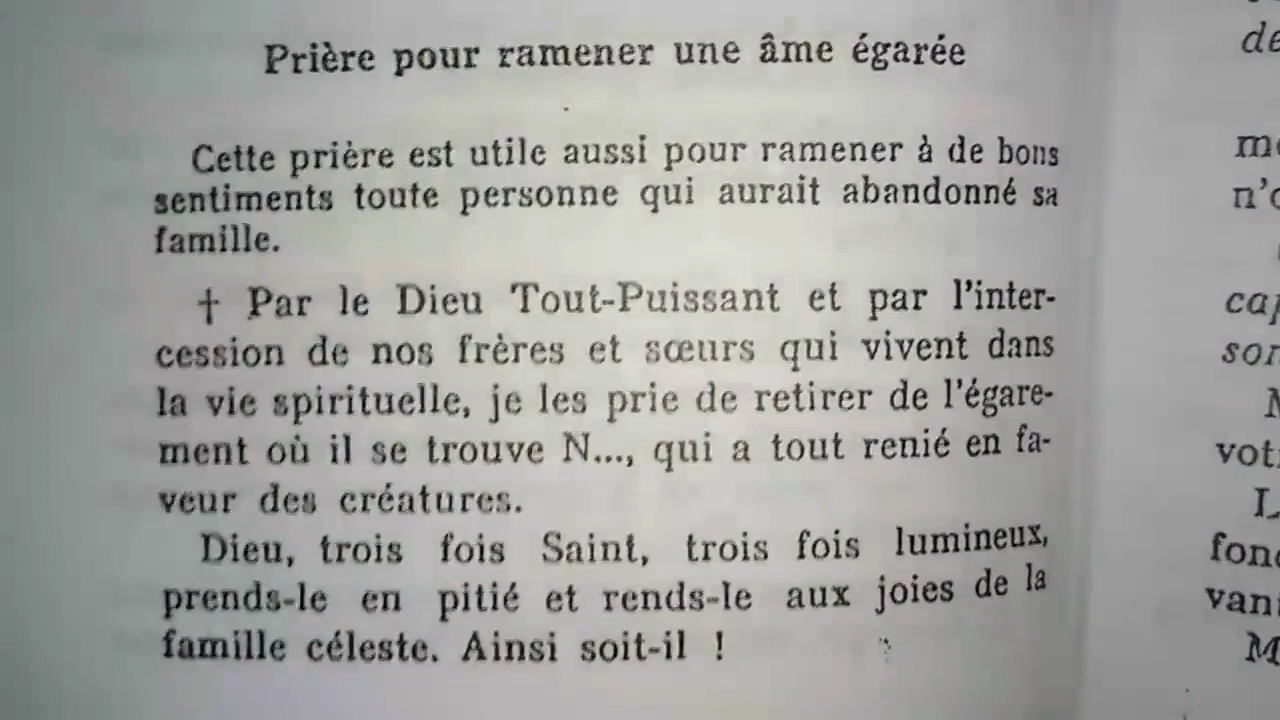 Prière pour ramener une âme égarée
Cette prière est utile aussi pour ramener à de bons
sentiments toute personne qui aurait abandonné sa
famille.
† Par le Dieu Tout-Puissant et par l'inter-
cession de nos frères et sœurs qui vivent dans
la vie spirituelle, je les prie de retirer de l'égare-
ment où il se trouve N..., qui a tout renié en fa-
veur des créatures.
Dieu, trois fois Saint, trois fois lumineux,
prends-le en pitié et rends-le aux joies de la
famille céleste. Ainsi soit-il !